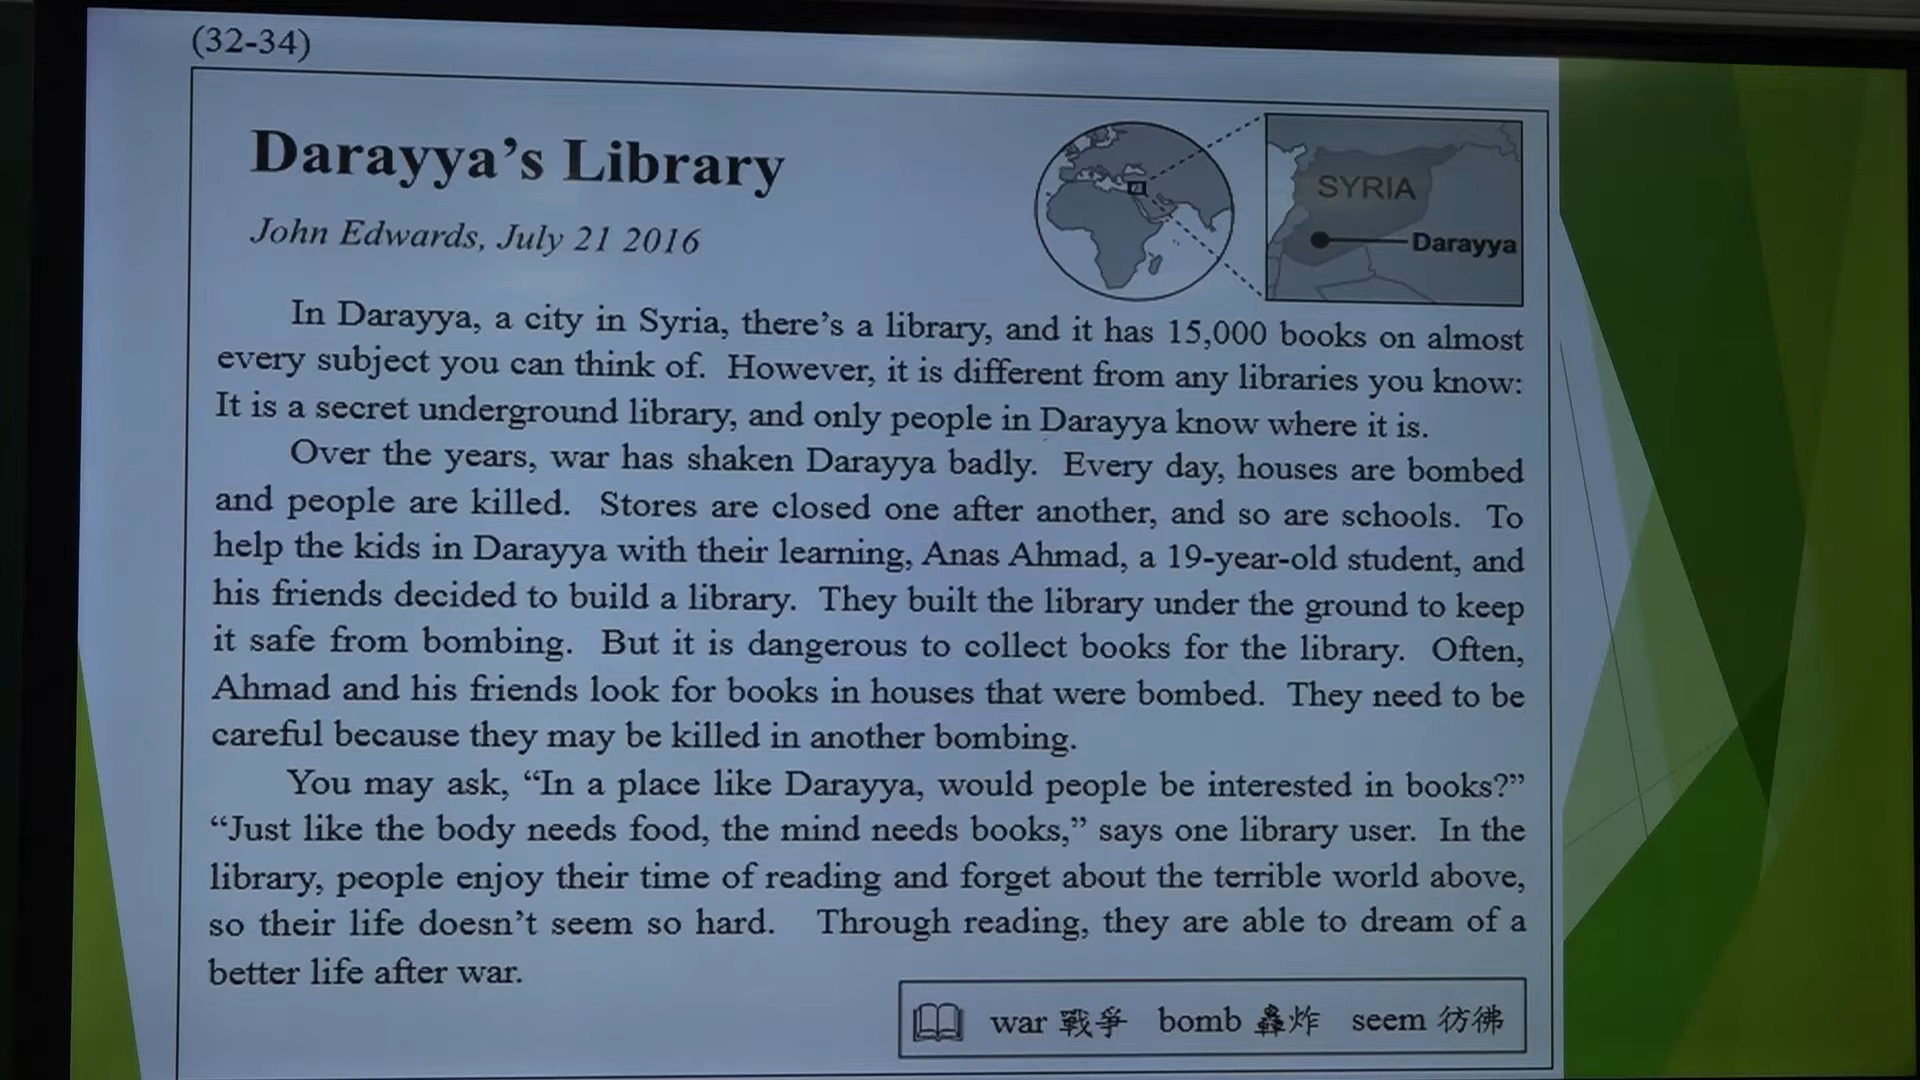 (32-34)
Darayya's Library
John Edwards, July 21 2016
SYRIA
Darayya
In Darayya, a city in Syria, there's a library, and it has 15,000 books on almost
every subject you can think of. However, it is different from any libraries you know:
It is a secret underground library, and only people in Darayya know where it is.
Over the years, war has shaken Darayya badly. Every day, houses are bombed
and people are killed. Stores are closed one after another, and so are schools. To
help the kids in Darayya with their learning, Anas Ahmad, a 19-year-old student, and
his friends decided to build a library. They built the library under the ground to keep
it safe from bombing. But it is dangerous to collect books for the library. Often,
Ahmad and his friends look for books in houses that were bombed. They need to be
careful because they may be killed in another bombing.
You may ask, “In a place like Darayya, would people be interested in books?”
“Just like the body needs food, the mind needs books,” says one library user. In the
library, people enjoy their time of reading and forget about the terrible world above,
so their life doesn't seem so hard. Through reading, they are able to dream of a
better life after war.
war 戰爭 bomb 轟炸 seem 彷彿